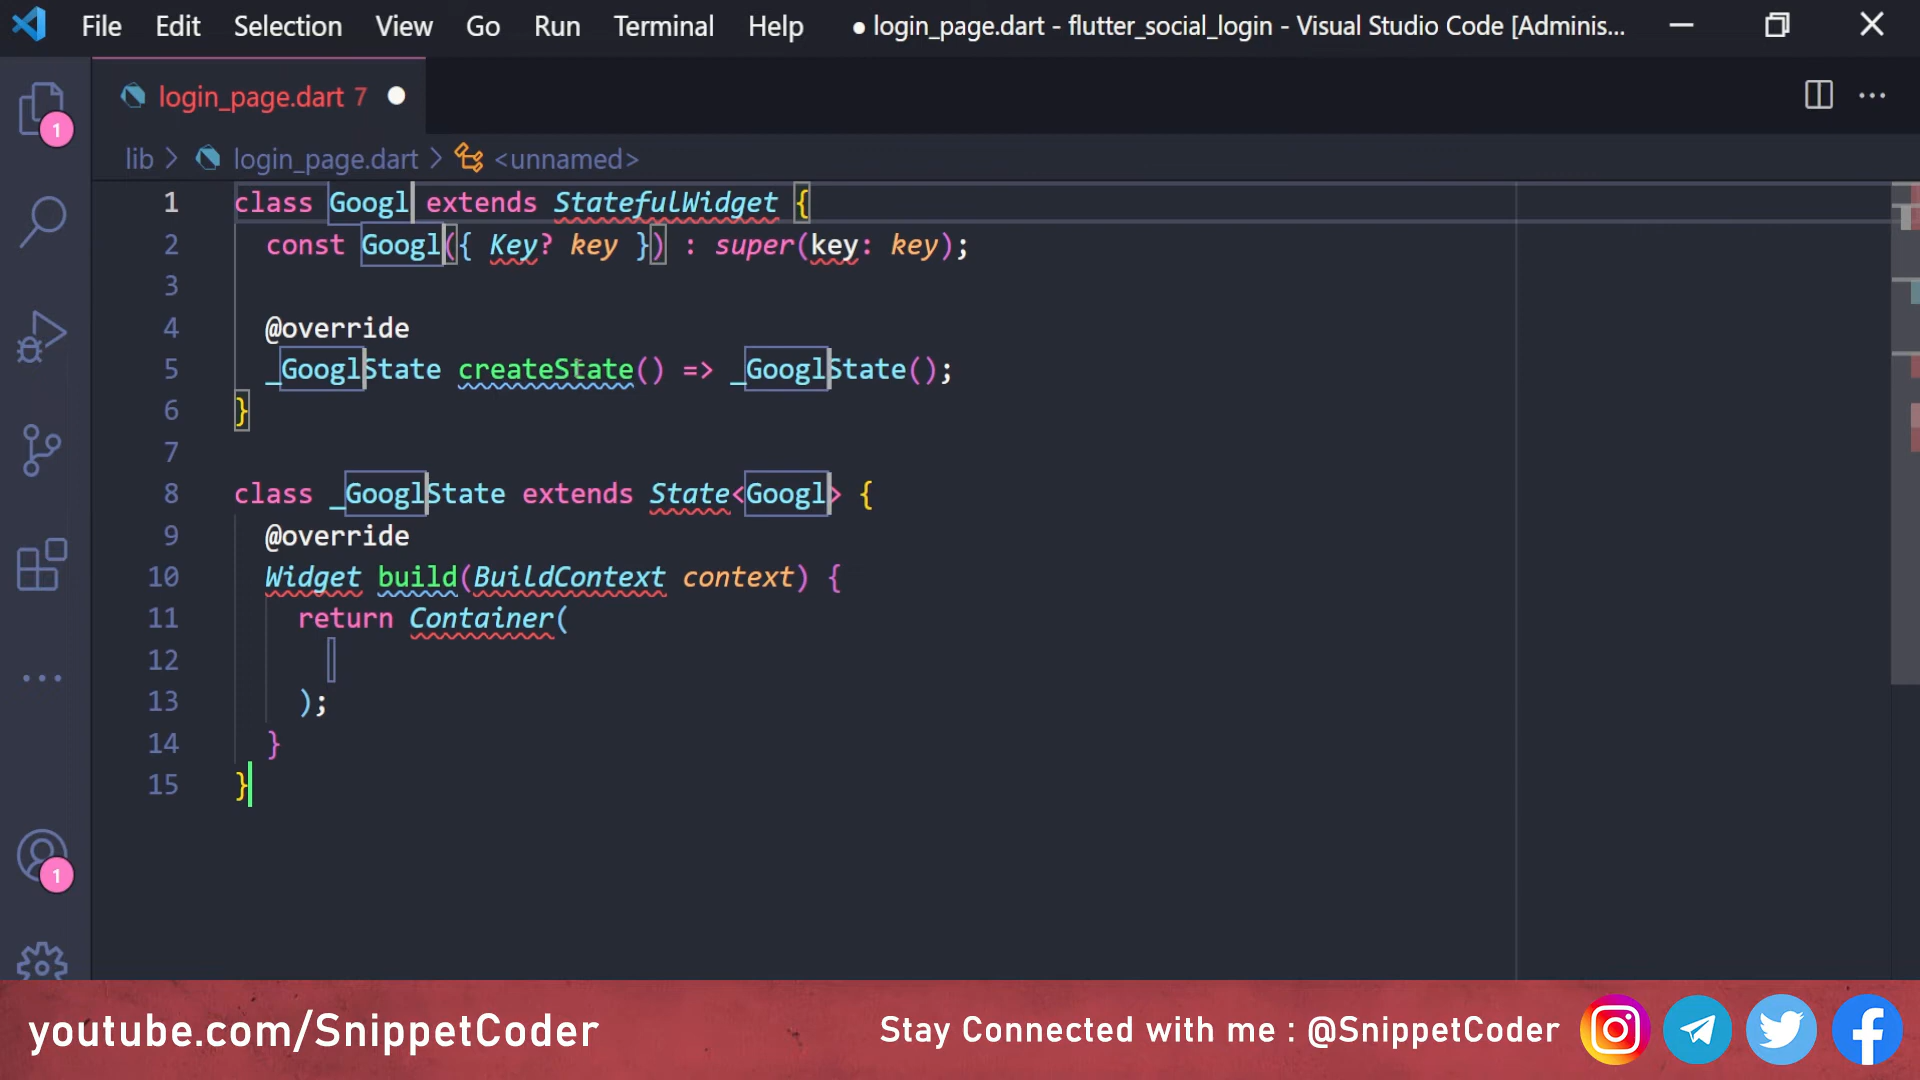 File Edit Selection View Go Run Terminal Help ● login_page.dart - flutter_social_login - Visual Studio Code [Adminis...
login_page.dart 7
lib > login_page.dart > <unnamed>
1 class Googl extends StatefulWidget {
2 const Googl({ Key? key }) : super(key: key);
3
4 @override
5 _GooglState createState() => _GooglState();
6 }
7
8 class _GooglState extends State<Googl> {
9 @override
10 Widget build(BuildContext context) {
11 return Container(
12
13 );
14 }
15 }
1
1
youtube.com/SnippetCoder
Stay Connected with me : @SnippetCoder